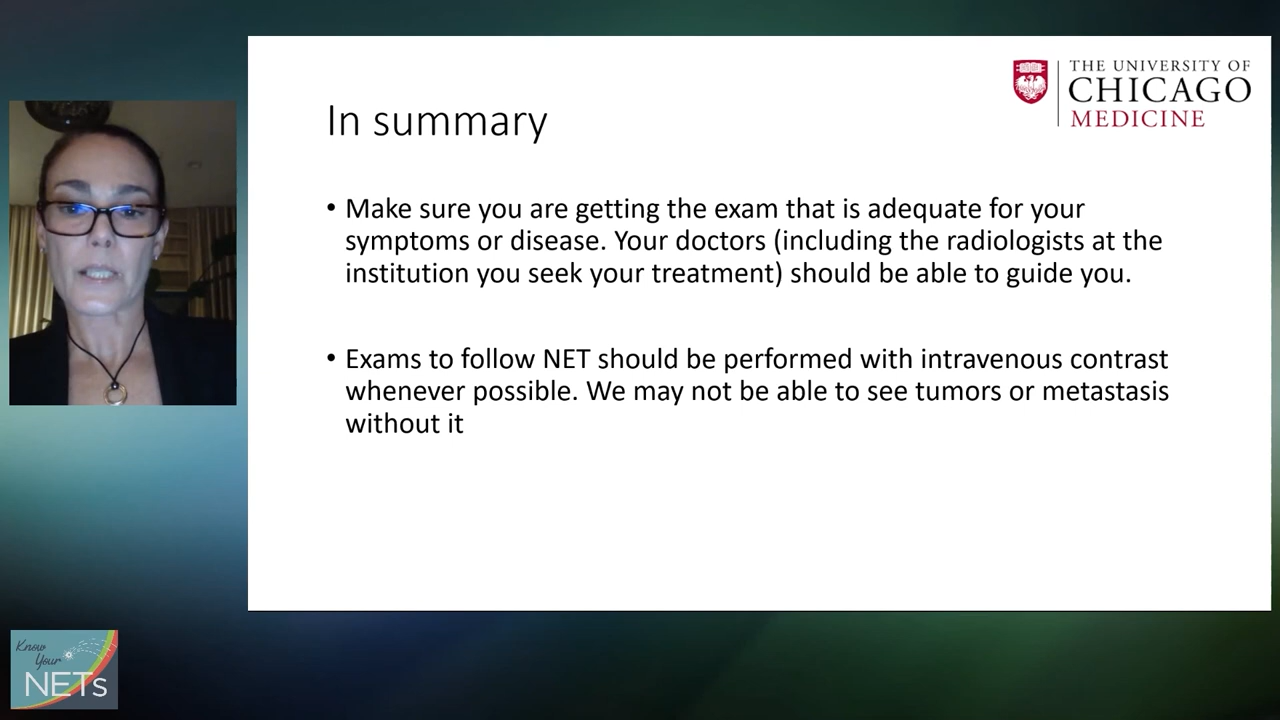 THE UNIVERSITY OF
CHICAGO
MEDICINE
In summary
• Make sure you are getting the exam that is adequate for your
symptoms or disease. Your doctors (including the radiologists at the
institution you seek your treatment) should be able to guide you.
• Exams to follow NET should be performed with intravenous contrast
whenever possible. We may not be able to see tumors or metastasis
without it
Know
Your
NETs